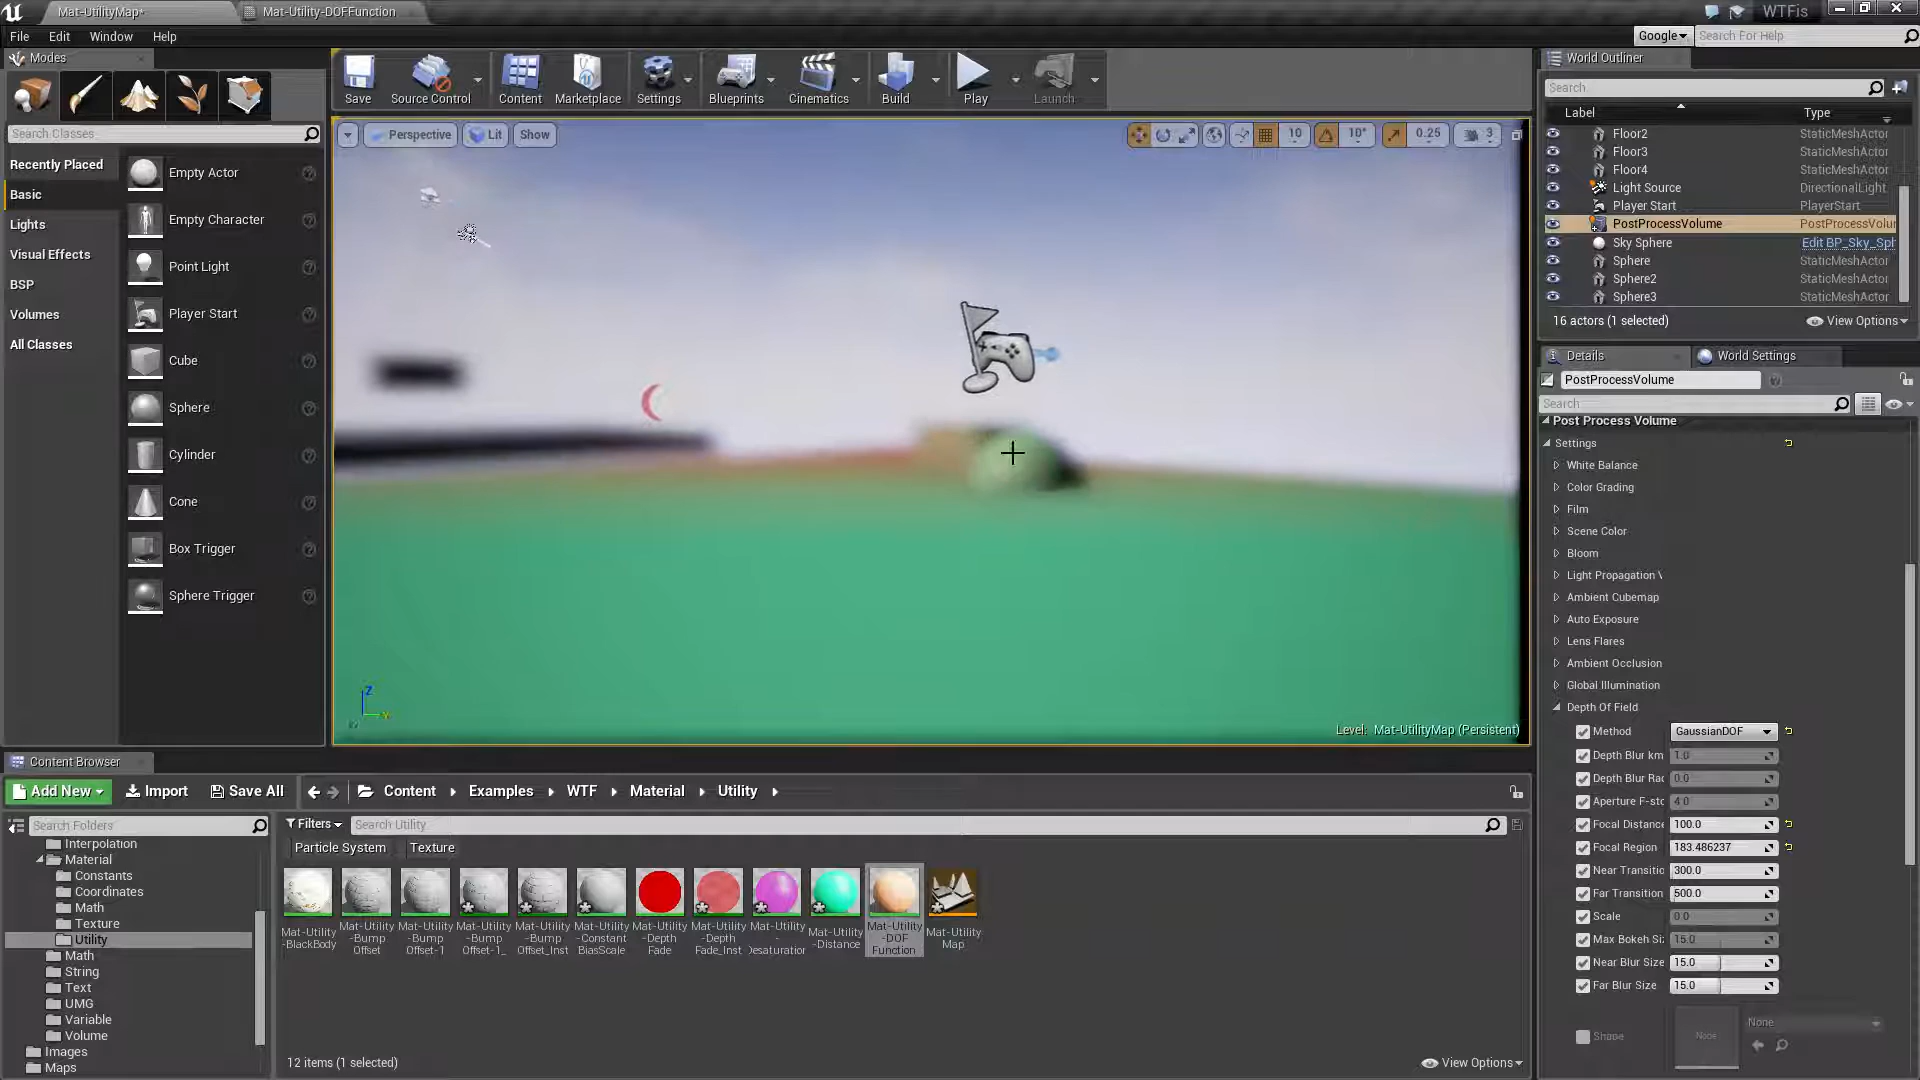 Mat-UtilityMap*
Mat-Utility-DOFFunction
WTFis
File Edit Window Help
Google
Search For Help
Modes
Search Classes
Recently Placed
Basic
Lights
Visual Effects
BSP
Volumes
All Classes
Empty Actor
Empty Character
Point Light
Player Start
Cube
Sphere
Cylinder
Cone
Box Trigger
Sphere Trigger
Save Source Control Content Marketplace Settings Blueprints Cinematics Build Play Launch
Perspective Lit Show
10 10° 0.25 3
Z
Level: Mat-UtilityMap (Persistent)
World Outliner
Search
Label Type
Floor2 StaticMeshActor
Floor3 StaticMeshActor
Floor4 StaticMeshActor
Light Source DirectionalLight
Player Start PlayerStart
PostProcessVolume PostProcessVolu
Sky Sphere Edit BP_Sky_Sph
Sphere StaticMeshActor
Sphere2 StaticMeshActor
Sphere3 StaticMeshActor
16 actors (1 selected) View Options
Details World Settings
PostProcessVolume
Search
Post Process Volume
Settings
White Balance
Color Grading
Film
Scene Color
Bloom
Light Propagation V
Ambient Cubemap
Auto Exposure
Lens Flares
Ambient Occlusion
Global Illumination
Depth Of Field
Method GaussianDOF
Depth Blur km 1.0
Depth Blur Rad 0.0
Aperture F-sto 4.0
Focal Distance 100.0
Focal Region 183.486237
Near Transitio 300.0
Far Transition 500.0
Scale 0.0
Max Bokeh Siz 15.0
Near Blur Size 15.0
Far Blur Size 15.0
Shape None None
Content Browser
Add New Import Save All Content Examples WTF Material Utility
Search Folders
Interpolation
Material
Constants
Coordinates
Math
Texture
Utility
Math
String
Text
UMG
Variable
Volume
Images
Maps
Filters Search Utility
Particle System Texture
Mat-Utility-BlackBody
Mat-Utility-Bump Offset
Mat-Utility-Bump Offset-1
Mat-Utility-Bump Offset-1_
Mat-Utility-Bump Offset_Inst
Mat-Utility-Constant BiasScale
Mat-Utility-Depth Fade
Mat-Utility-Depth Fade_Inst
Mat-Utility-Desaturation
Mat-Utility-Distance
Mat-Utility-DOF Function
Mat-Utility Map
12 items (1 selected) View Options